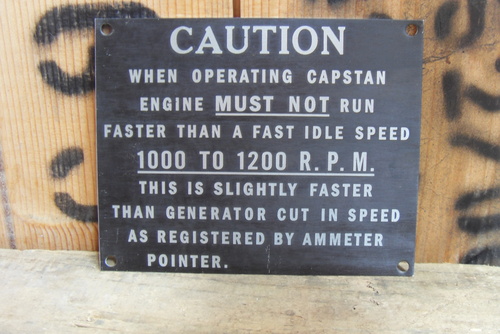 CAUTION
WHEN OPERATING CAPSTAN
ENGINE MUST NOT RUN
FASTER THAN A FAST IDLE SPEED
1000 TO 1200 R.P.M.
THIS IS SLIGHTLY FASTER
THAN GENERATOR CUT IN SPEED
AS REGISTERED BY AMMETER
POINTER.